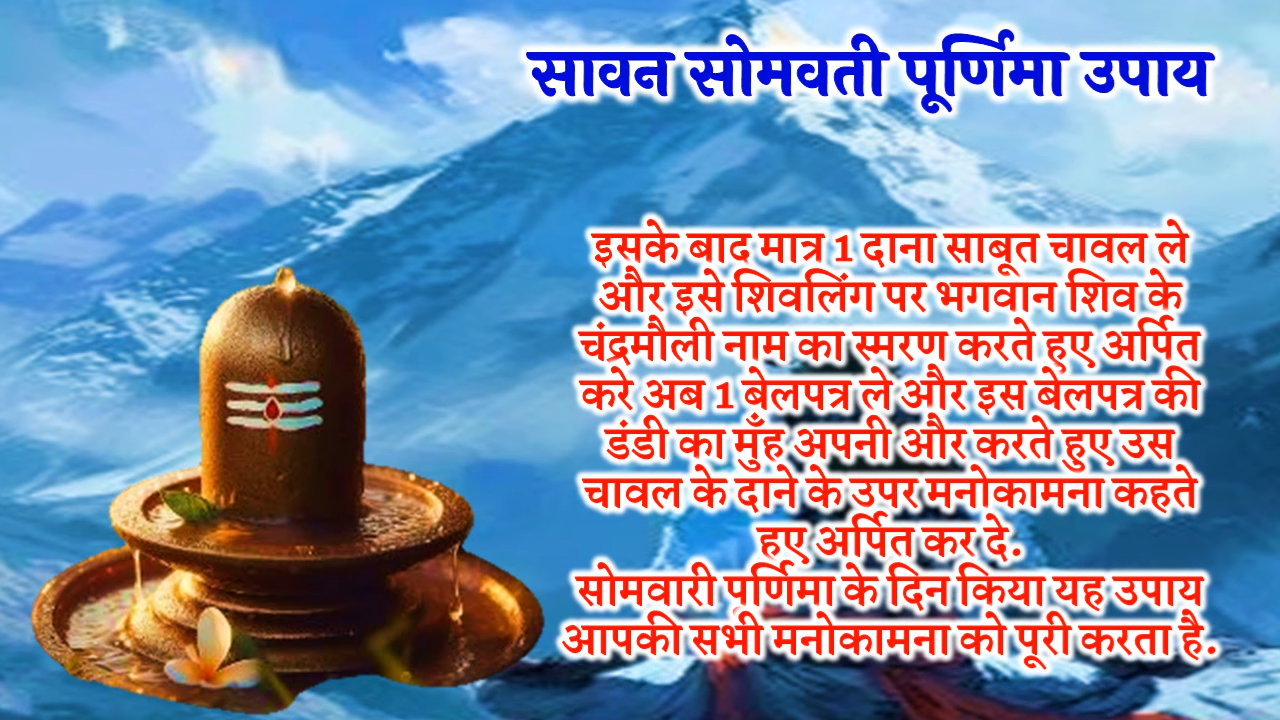 सावन सोमवती पूर्णिमा उपाय
इसके बाद मात्र 1 दाना साबूत चावल ले
और इसे शिवलिंग पर भगवान शिव के
चंद्रमौली नाम का स्मरण करते हुए अर्पित
करे अब 1 बेलपत्र ले और इस बेलपत्र की
डंडी का मुँह अपनी और करते हुए उस
चावल के दाने के उपर मनोकामना कहते
हुए अर्पित कर दे.
सोमवारी पूर्णिमा के दिन किया यह उपाय
आपकी सभी मनोकामना को पूरी करता है.